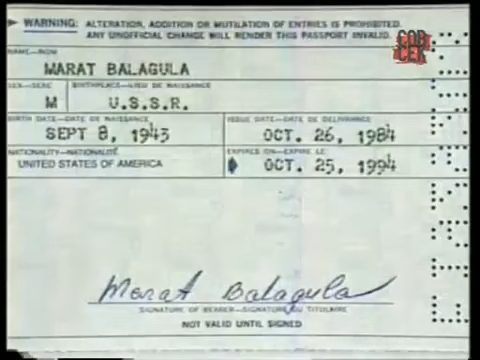 WARNING: ALTERATION, ADDITION OR MUTILATION OF ENTRIES IS PROHIBITED.
ANY UNOFFICIAL CHANGE WILL RENDER THIS PASSPORT INVALID.
NAME—NOM
MARAT BALAGULA
SEX—SEXE BIRTHPLACE—LIEU DE NAISSANCE
M U.S.S.R.
BIRTH DATE—DATE DE NAISSANCE ISSUE DATE—DATE DE DELIVRANCE
SEPT 8, 1943 OCT. 26, 1984
NATIONALITY—NATIONALITÉ EXPIRES ON—EXPIRE LE
UNITED STATES OF AMERICA OCT. 25, 1994
Marat Balagula
SIGNATURE OF BEARER—SIGNATURE DU TITULAIRE
NOT VALID UNTIL SIGNED